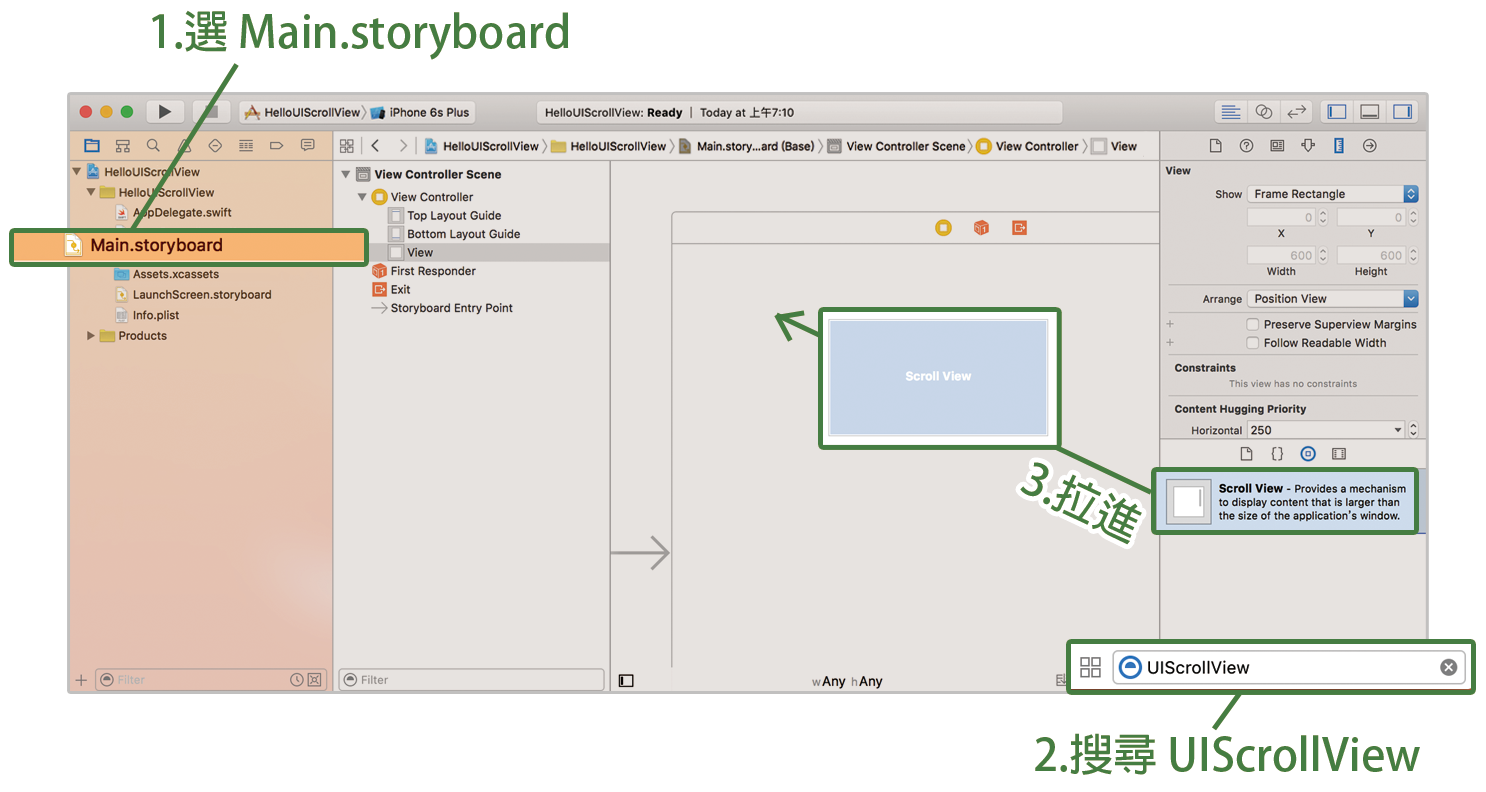 1.選 Main.storyboard
HelloUIScrollView
iPhone 6s Plus
HelloUIScrollView: Ready | Today at 上午7:10
HelloUIScrollView
HelloUIScrollView
Main.story...ard (Base)
View Controller Scene
View Controller
View
HelloUIScrollView
HelloUIScrollView
AppDelegate.swift
Main.storyboard
Assets.xcassets
LaunchScreen.storyboard
Info.plist
Products
Filter
View Controller Scene
View Controller
Top Layout Guide
Bottom Layout Guide
View
First Responder
Exit
Storyboard Entry Point
Filter
Scroll View
3.拉進
wAny hAny
View
Show Frame Rectangle
0 0
X Y
600 600
Width Height
Arrange Position View
Preserve Superview Margins
Follow Readable Width
Constraints
This view has no constraints
Content Hugging Priority
Horizontal 250
Scroll View - Provides a mechanism
to display content that is larger than
the size of the application's window.
UIScrollView
2.搜尋 UIScrollView